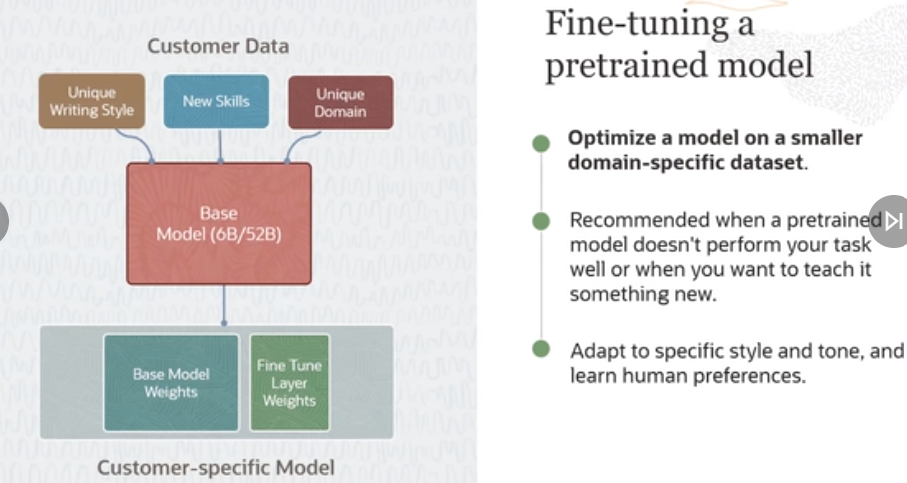 Customer Data
Unique
Writing Style
New Skills
Unique
Domain
Base
Model (6B/52B)
Base Model
Weights
Fine Tune
Layer
Weights
Customer-specific Model
Fine-tuning a
pretrained model
Optimize a model on a smaller
domain-specific dataset.
Recommended when a pretrained
model doesn't perform your task
well or when you want to teach it
something new.
Adapt to specific style and tone, and
learn human preferences.